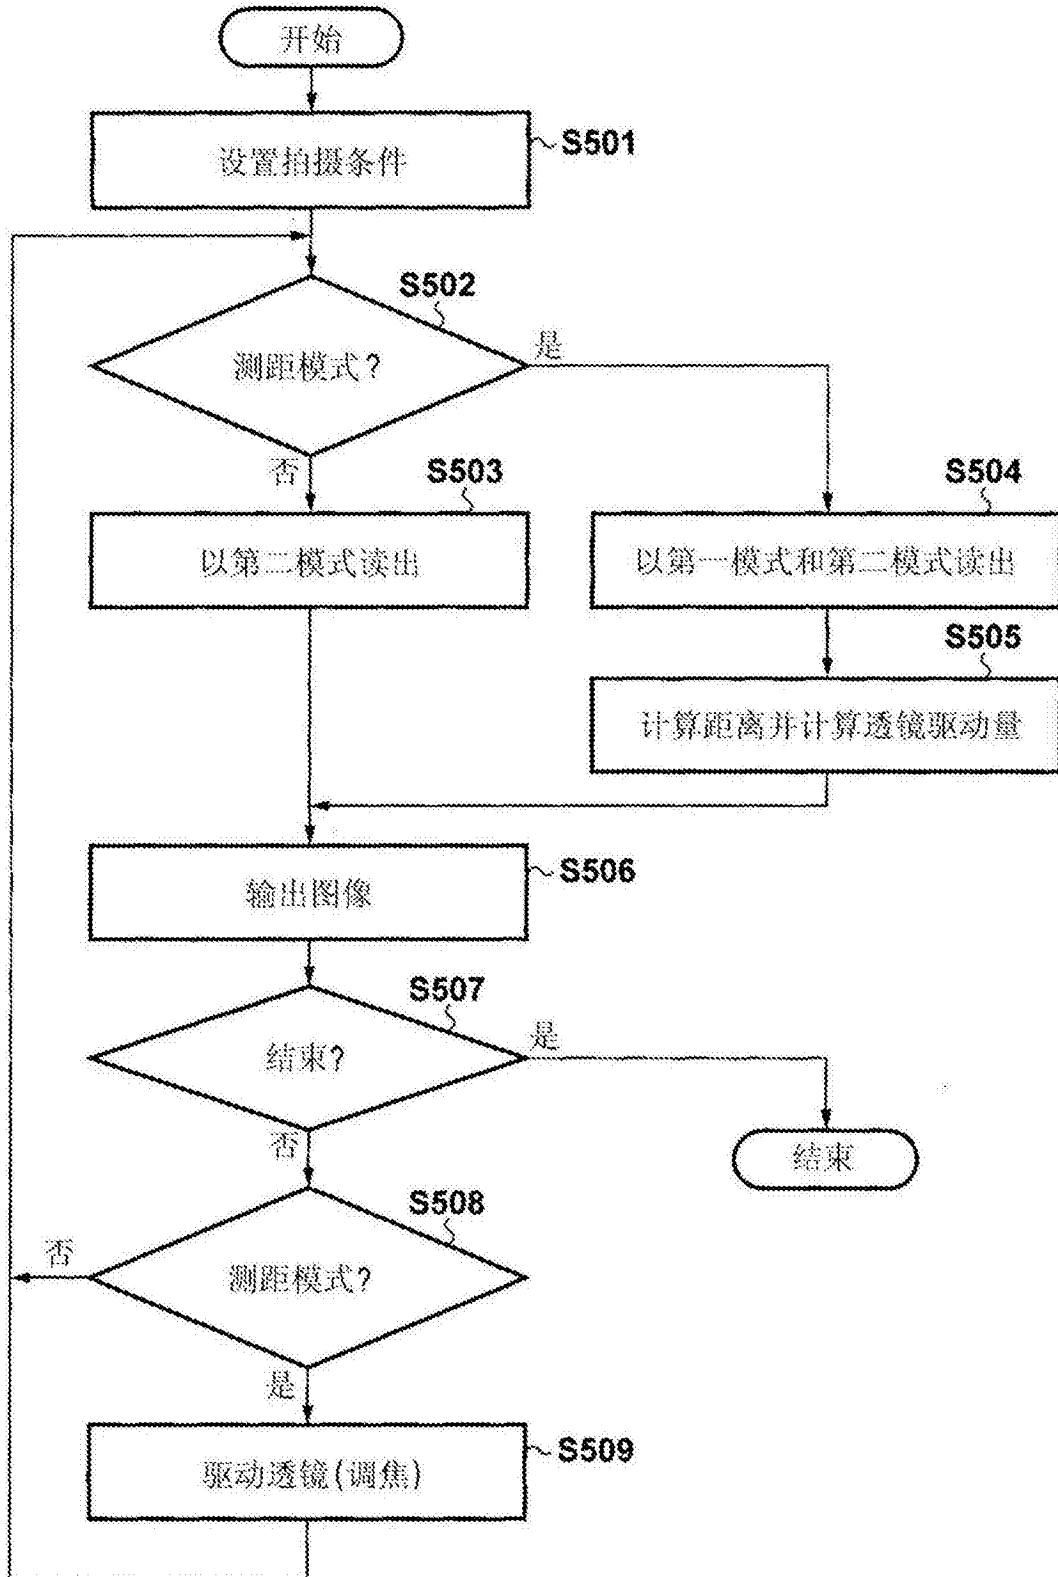 开始
设置拍摄条件
S501
S502
测距模式?
是
否
S503
以第二模式读出
S504
以第一模式和第二模式读出
S505
计算距离并计算透镜驱动量
输出图像
S506
S507
结束?
是
否
结束
S508
测距模式?
否
是
驱动透镜(调焦)
S509